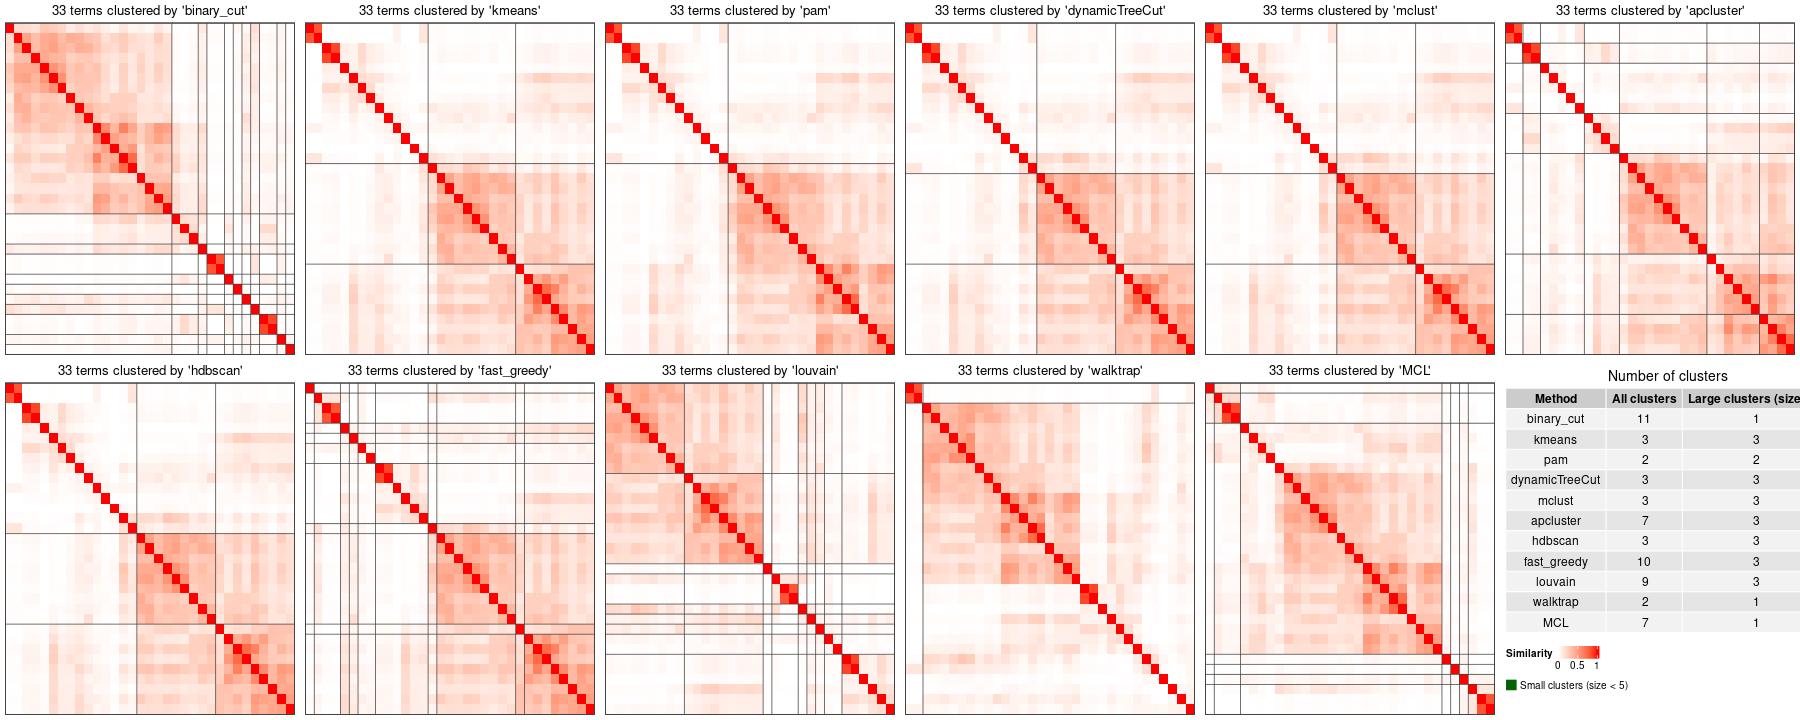 33 terms clustered by 'binary_cut'
33 terms clustered by 'kmeans'
33 terms clustered by 'pam'
33 terms clustered by 'dynamicTreeCut'
33 terms clustered by 'mclust'
33 terms clustered by 'apcluster'
33 terms clustered by 'hdbscan'
33 terms clustered by 'fast_greedy'
33 terms clustered by 'louvain'
33 terms clustered by 'walktrap'
33 terms clustered by 'MCL'
Number of clusters
Method All clusters Large clusters (size
binary_cut 11 1
kmeans 3 3
pam 2 2
dynamicTreeCut 3 3
mclust 3 3
apcluster 7 3
hdbscan 3 3
fast_greedy 10 3
louvain 9 3
walktrap 2 1
MCL 7 1
Similarity
0 0.5 1
Small clusters (size < 5)